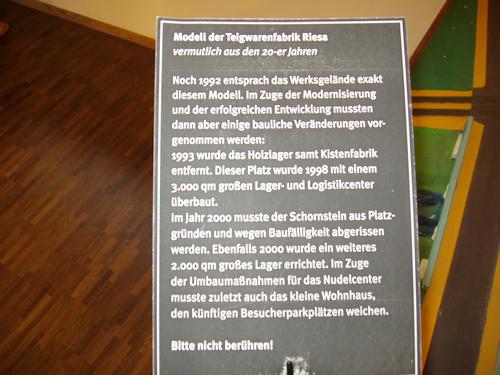 Modell der Teigwarenfabrik Riesa
vermutlich aus den 20-er Jahren
Noch 1992 entsprach das Werksgelände exakt
diesem Modell. Im Zuge der Modernisierung
und der erfolgreichen Entwicklung mussten
dann aber einige bauliche Veränderungen vor-
genommen werden:
1993 wurde das Holzlager samt Kistenfabrik
entfernt. Dieser Platz wurde 1998 mit einem
3.000 qm großen Lager- und Logistikcenter
überbaut.
Im Jahr 2000 musste der Schornstein aus Platz-
gründen und wegen Baufälligkeit abgerissen
werden. Ebenfalls 2000 wurde ein weiteres
2.000 qm großes Lager errichtet. Im Zuge
der Umbaumaßnahmen für das Nudelcenter
musste zuletzt auch das kleine Wohnhaus,
den künftigen Besucherparkplätzen weichen.
Bitte nicht berühren!